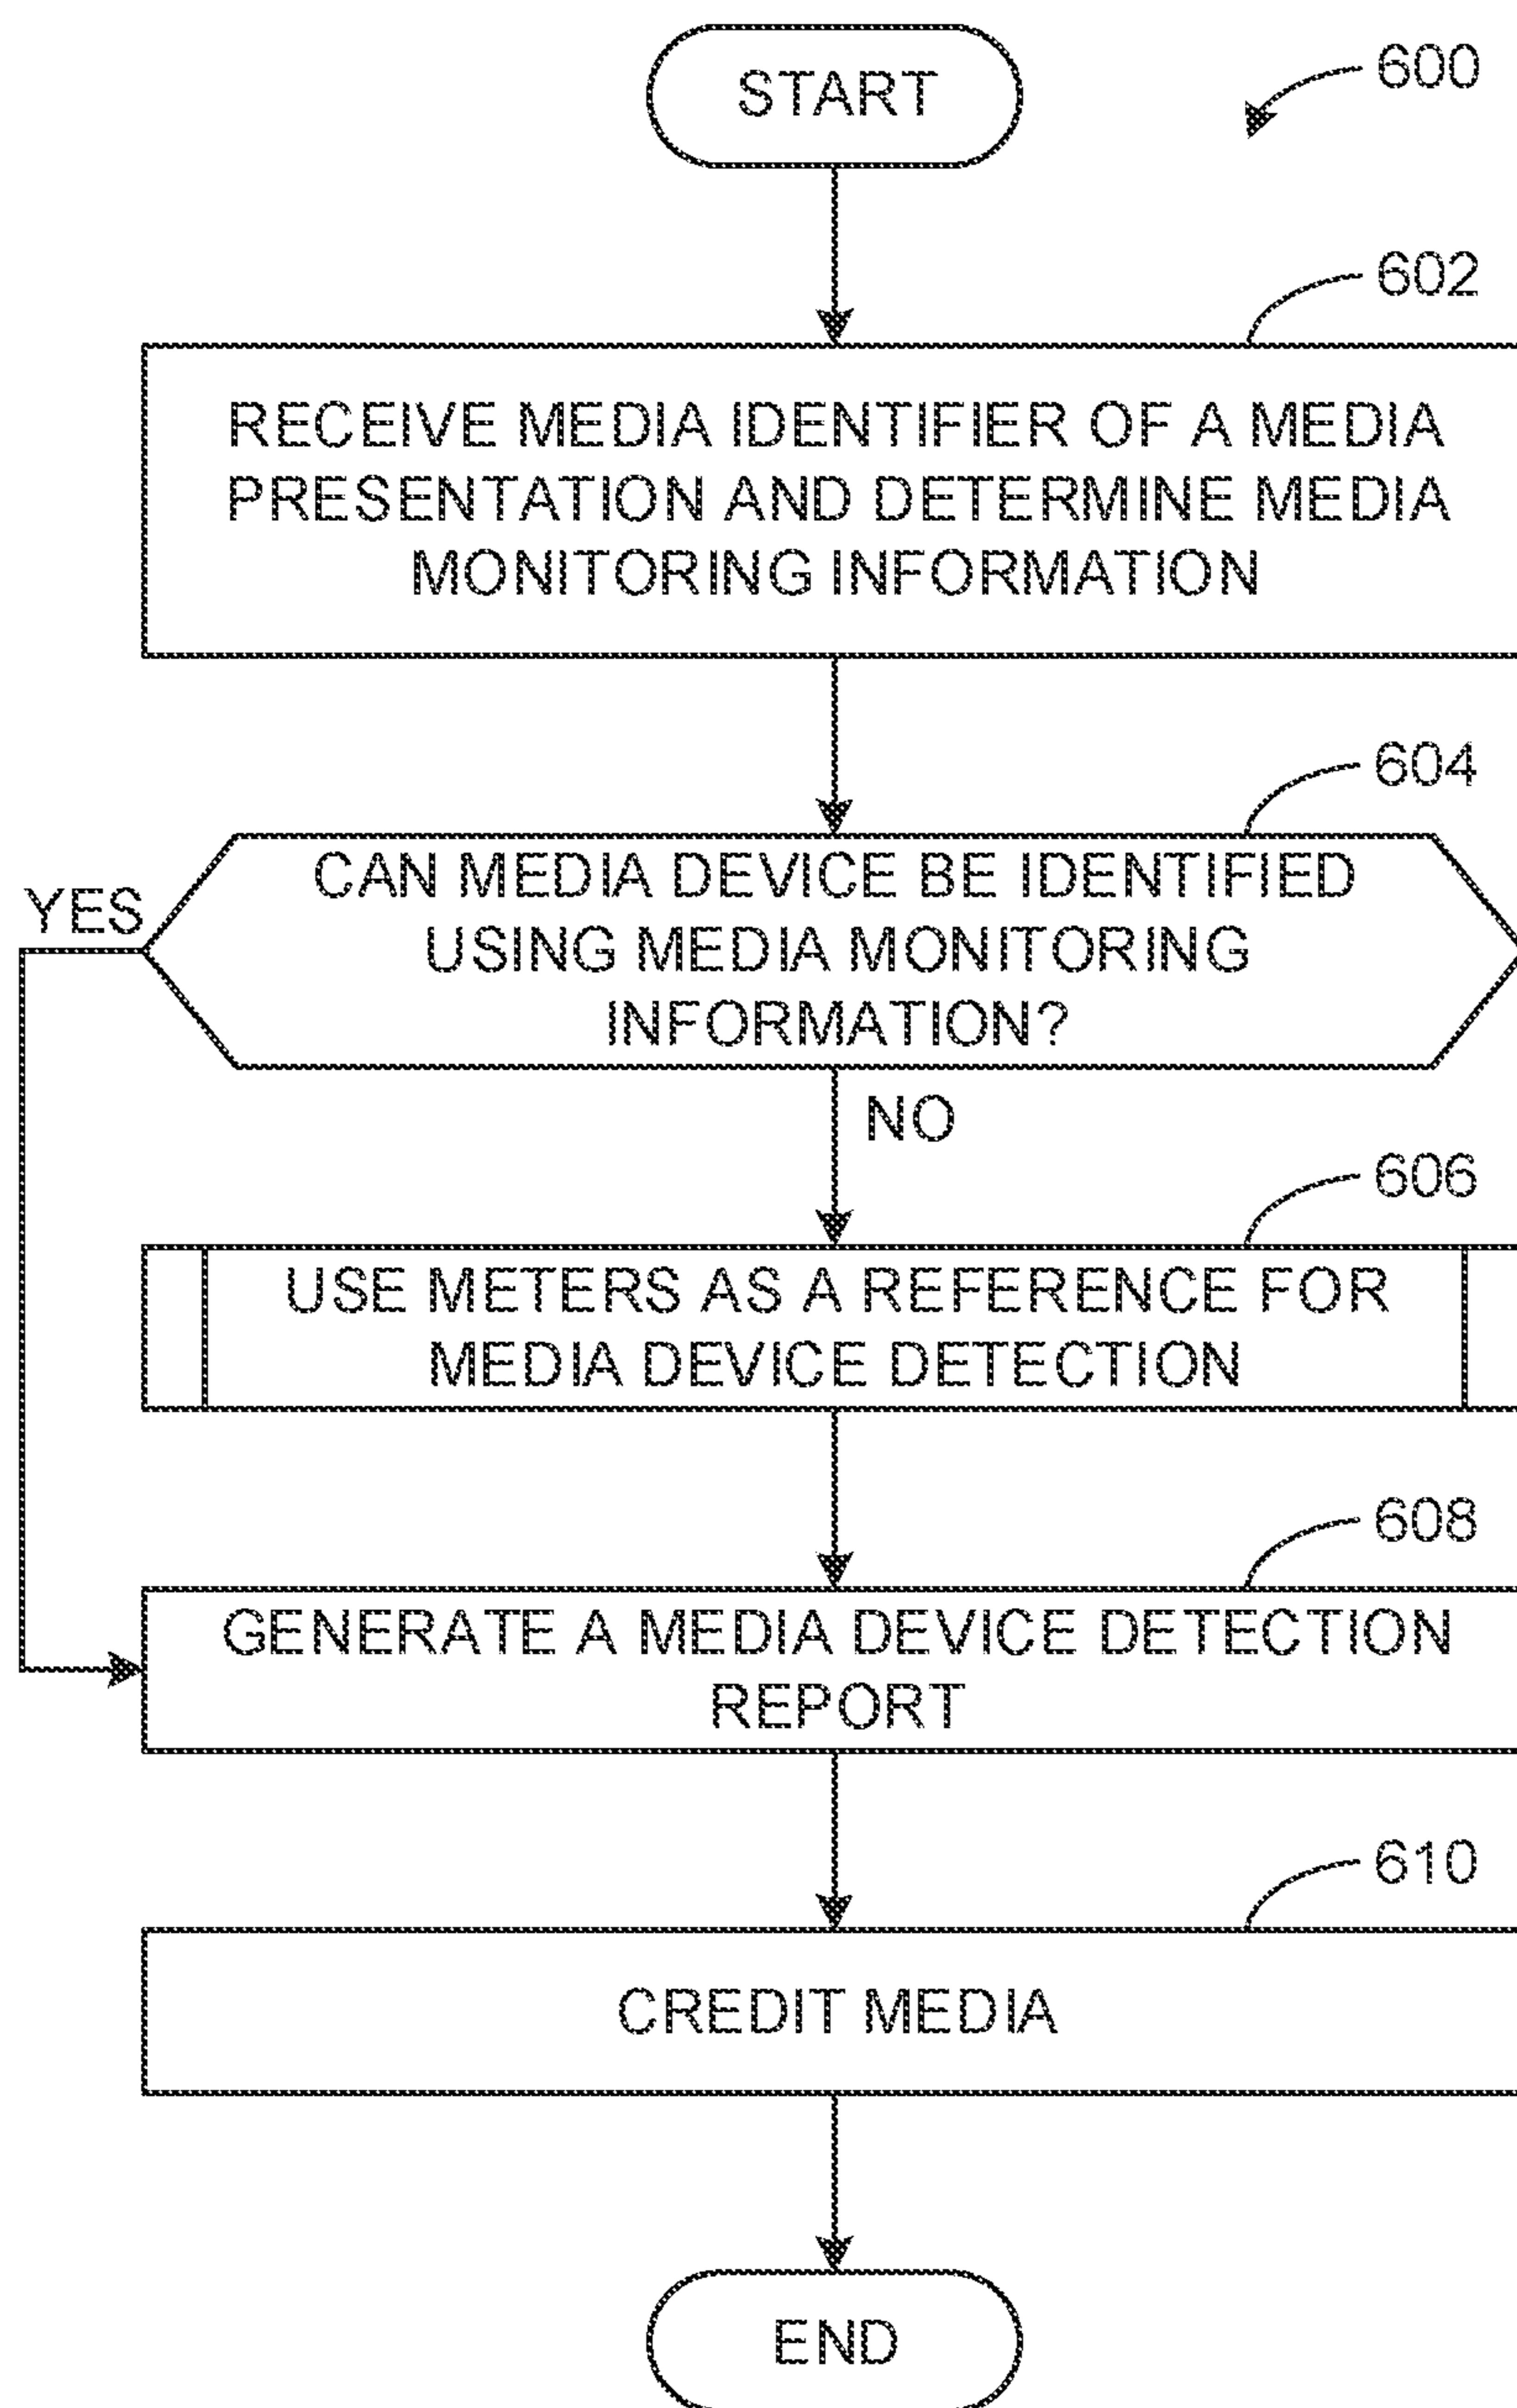 START
600
602
RECEIVE MEDIA IDENTIFIER OF A MEDIA
PRESENTATION AND DETERMINE MEDIA
MONITORING INFORMATION
604
CAN MEDIA DEVICE BE IDENTIFIED
USING MEDIA MONITORING
INFORMATION?
YES
NO
606
USE METERS AS A REFERENCE FOR
MEDIA DEVICE DETECTION
608
GENERATE A MEDIA DEVICE DETECTION
REPORT
610
CREDIT MEDIA
END